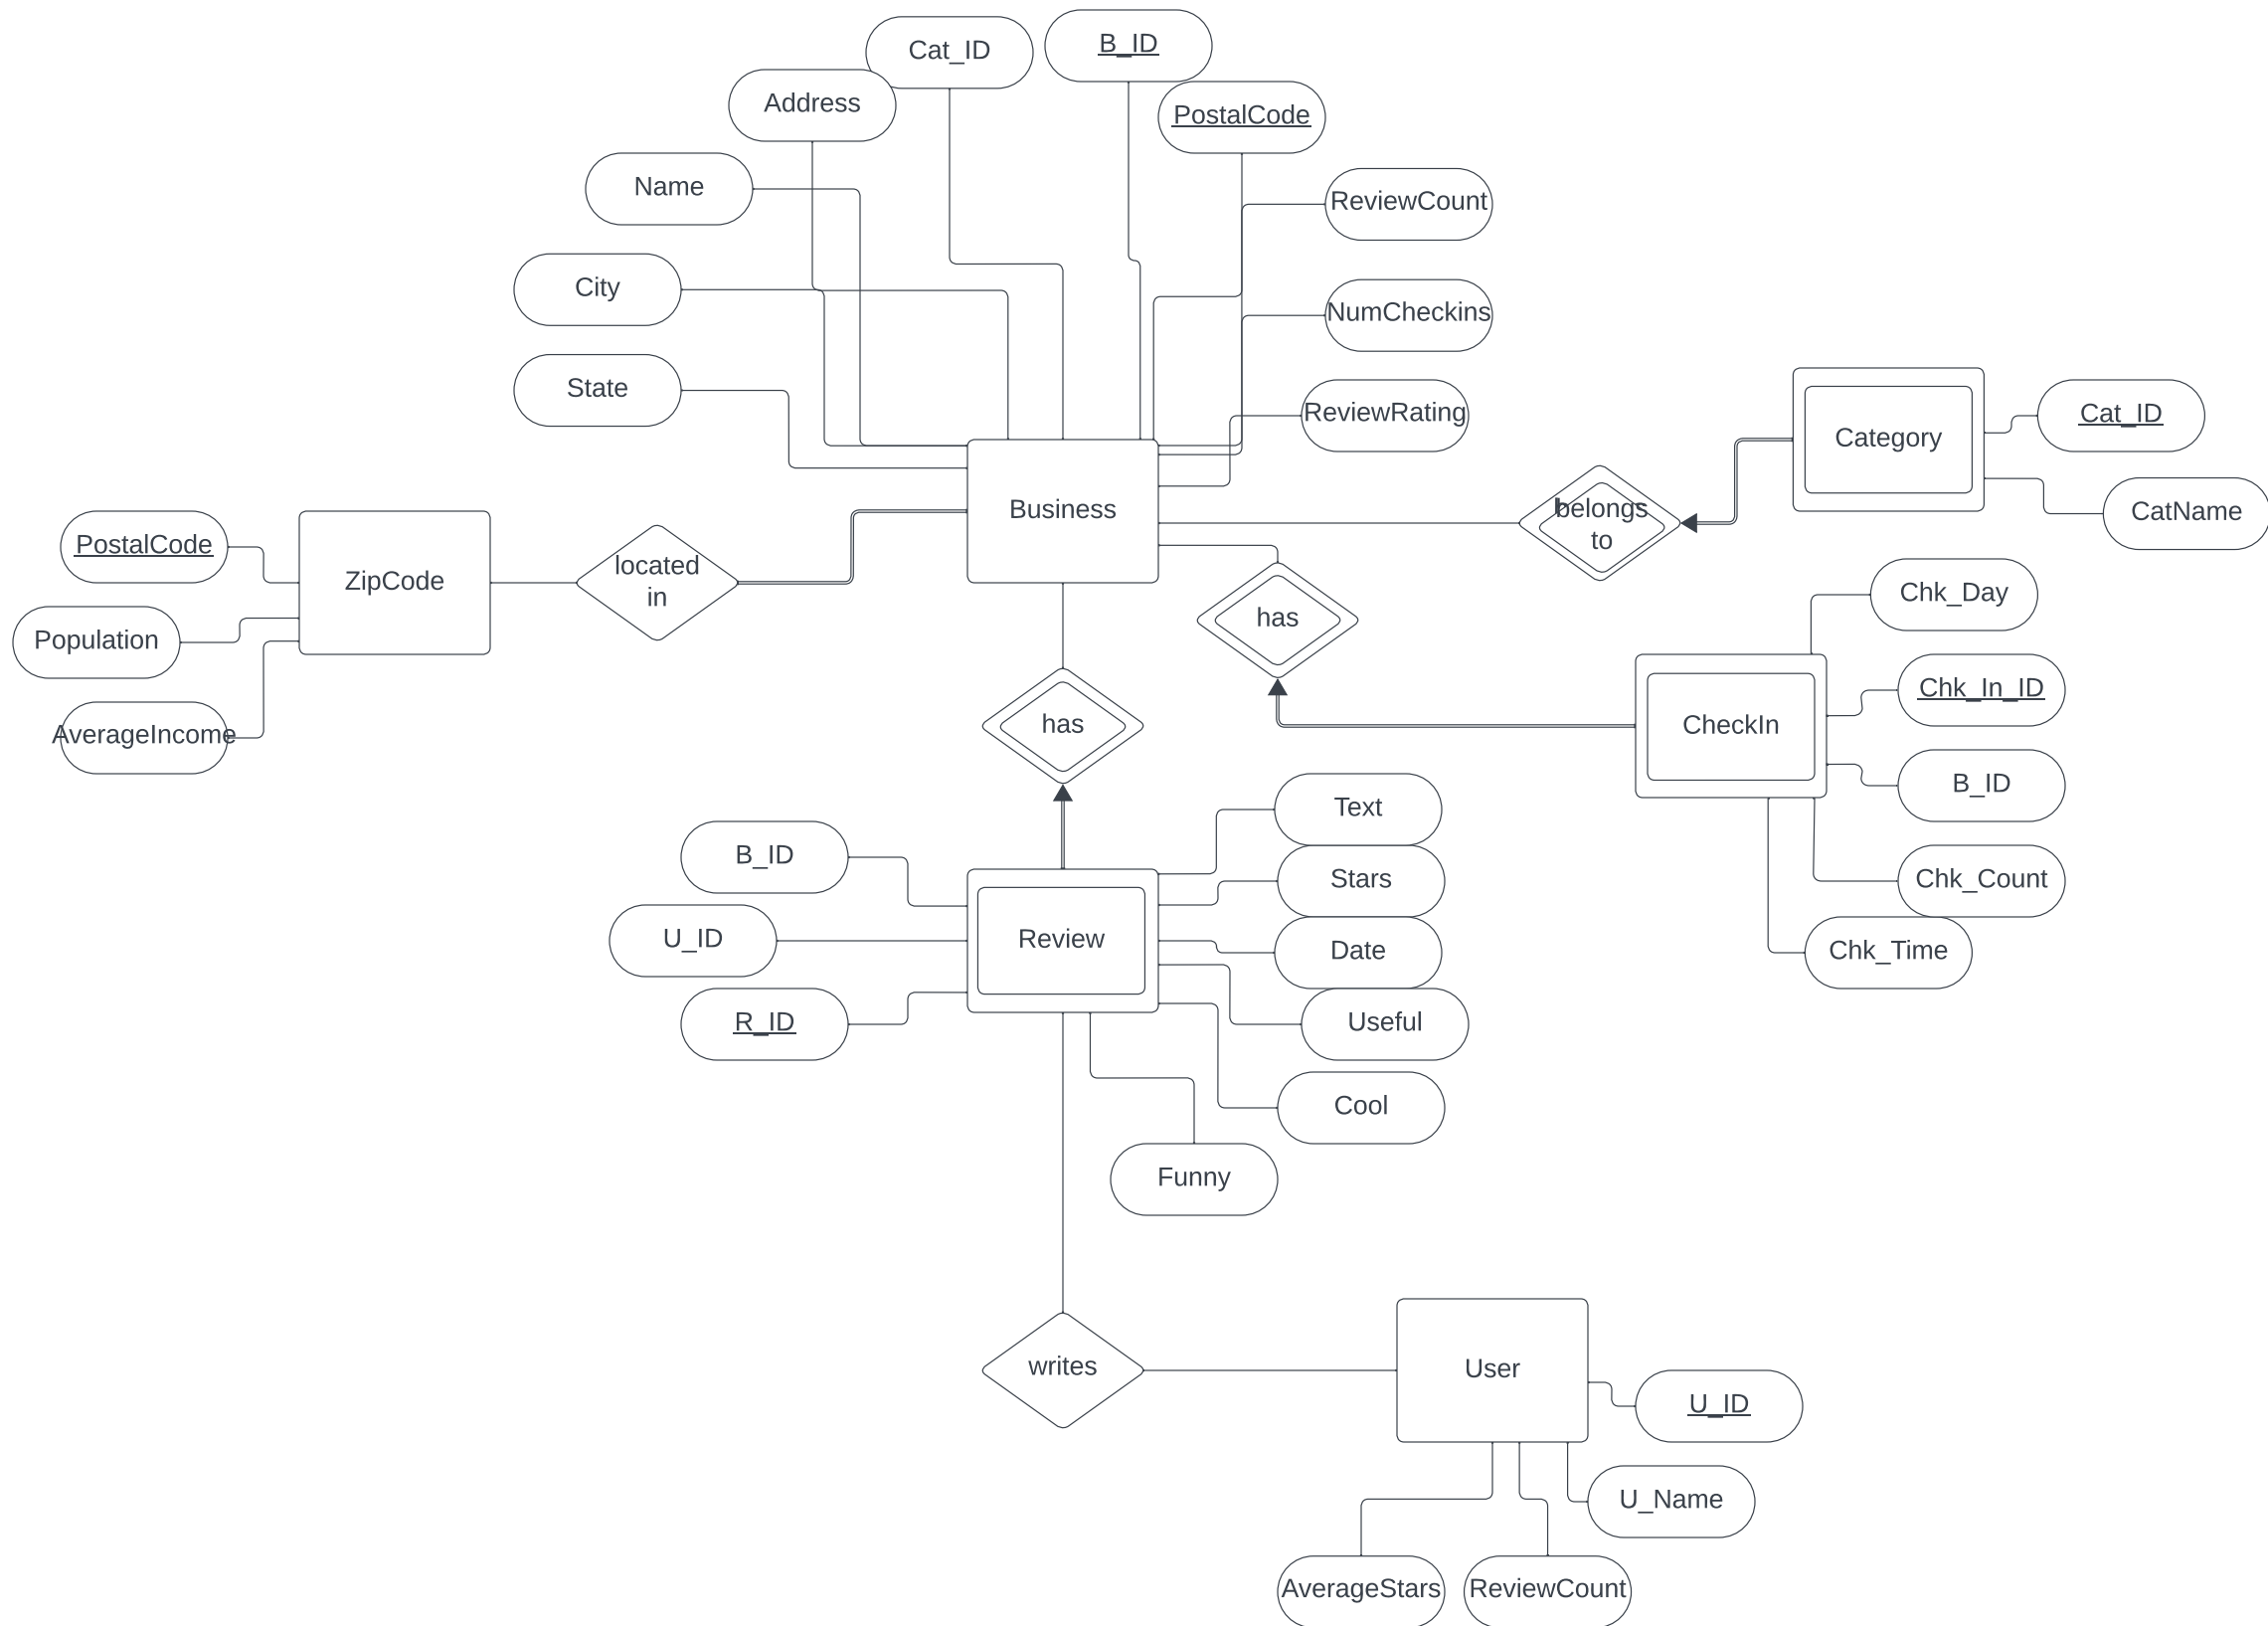 Cat_ID
B_ID
Address
PostalCode
Name
ReviewCount
City
NumCheckins
State
ReviewRating
Category
Cat_ID
CatName
Business
belongs
to
PostalCode
ZipCode
located
in
Population
AverageIncome
has
has
Chk_Day
Chk_In_ID
CheckIn
B_ID
Chk_Count
Chk_Time
Text
B_ID
Stars
U_ID
Review
Date
R_ID
Useful
Cool
Funny
writes
User
U_ID
U_Name
AverageStars
ReviewCount